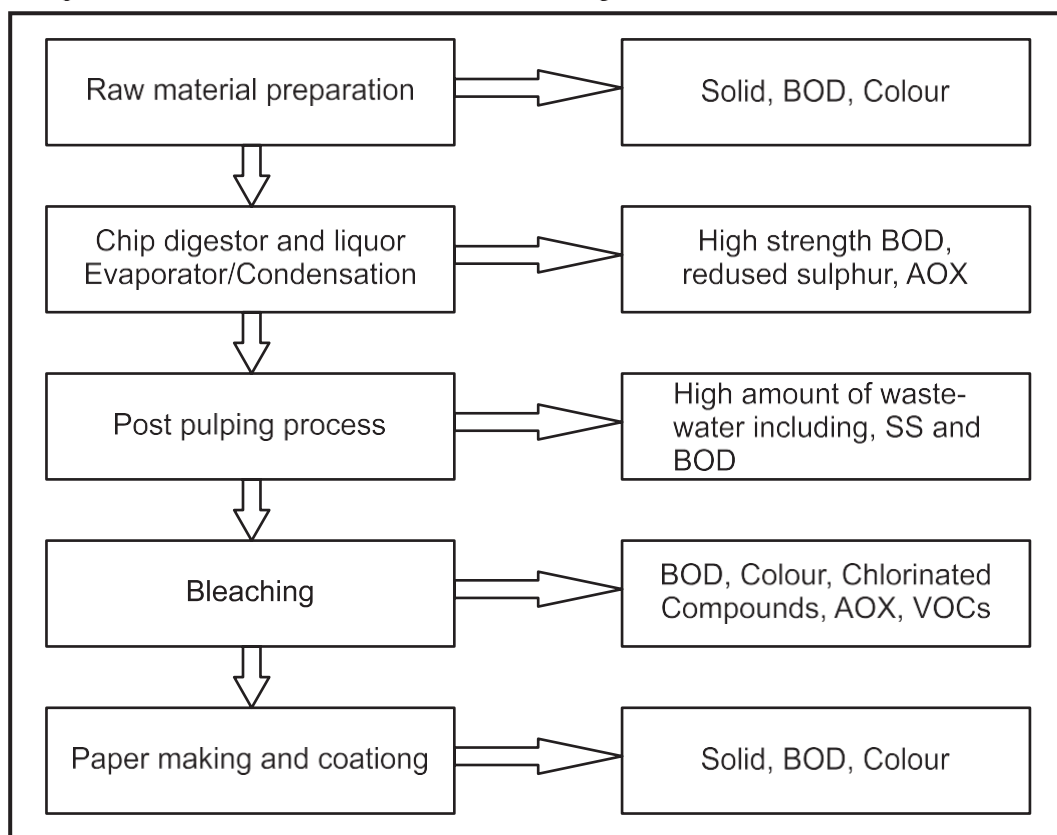 Raw material preparation
Solid, BOD, Colour
Chip digestor and liquor
Evaporator/Condensation
High strength BOD,
redused sulphur, AOX
Post pulping process
High amount of waste-
water including, SS and
BOD
Bleaching
BOD, Colour, Chlorinated
Compounds, AOX, VOCs
Paper making and coationg
Solid, BOD, Colour